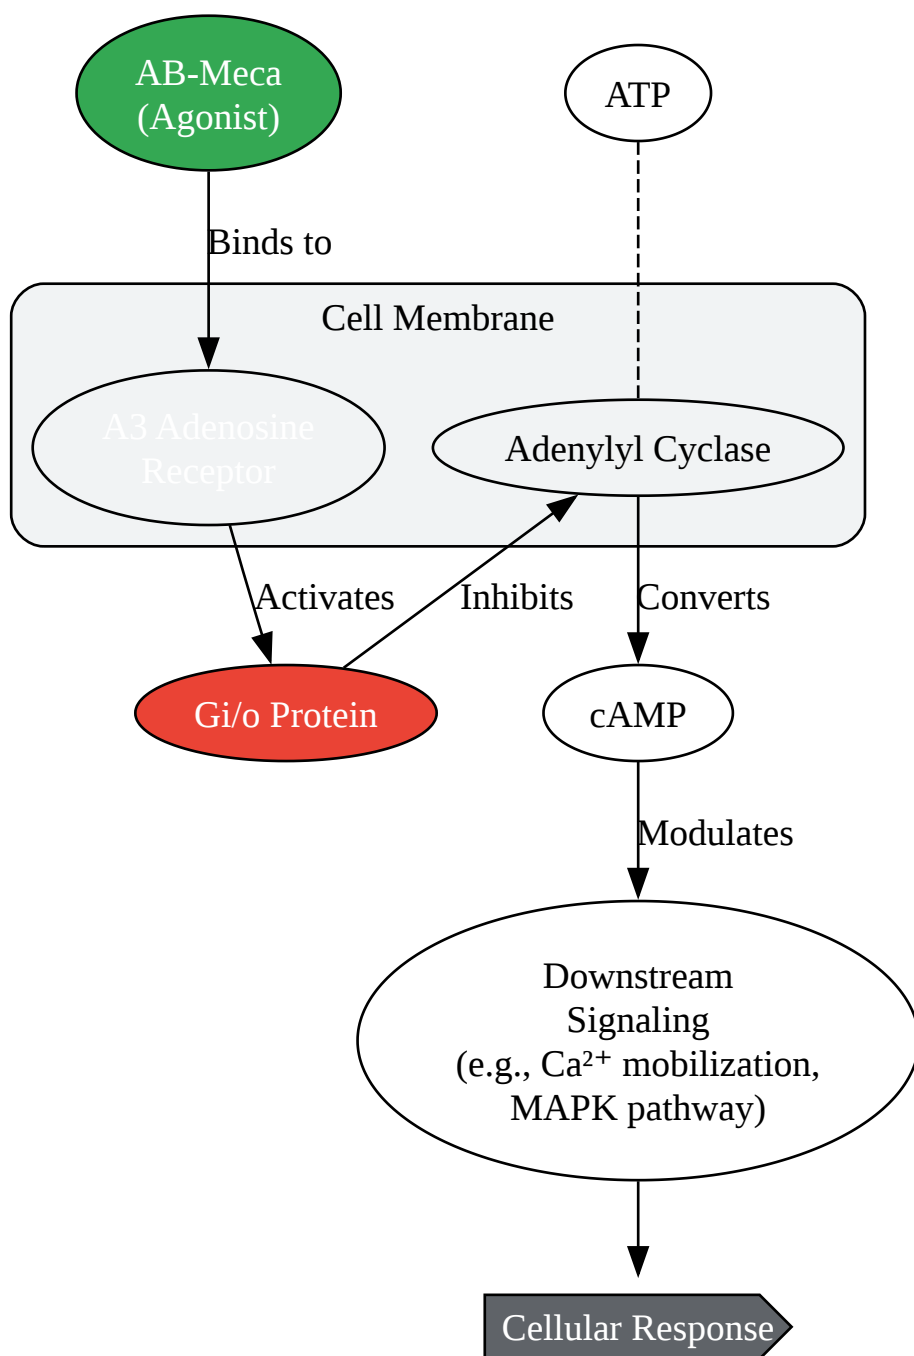 AB-Meca
(Agonist)
ATP
Binds to
Cell Membrane
A3 Adenosine
Receptor
Adenylyl Cyclase
Activates
Inhibits
Converts
Gi/o Protein
cAMP
Modulates
Downstream
Signaling
(e.g., Ca²⁺ mobilization,
MAPK pathway)
Cellular Response